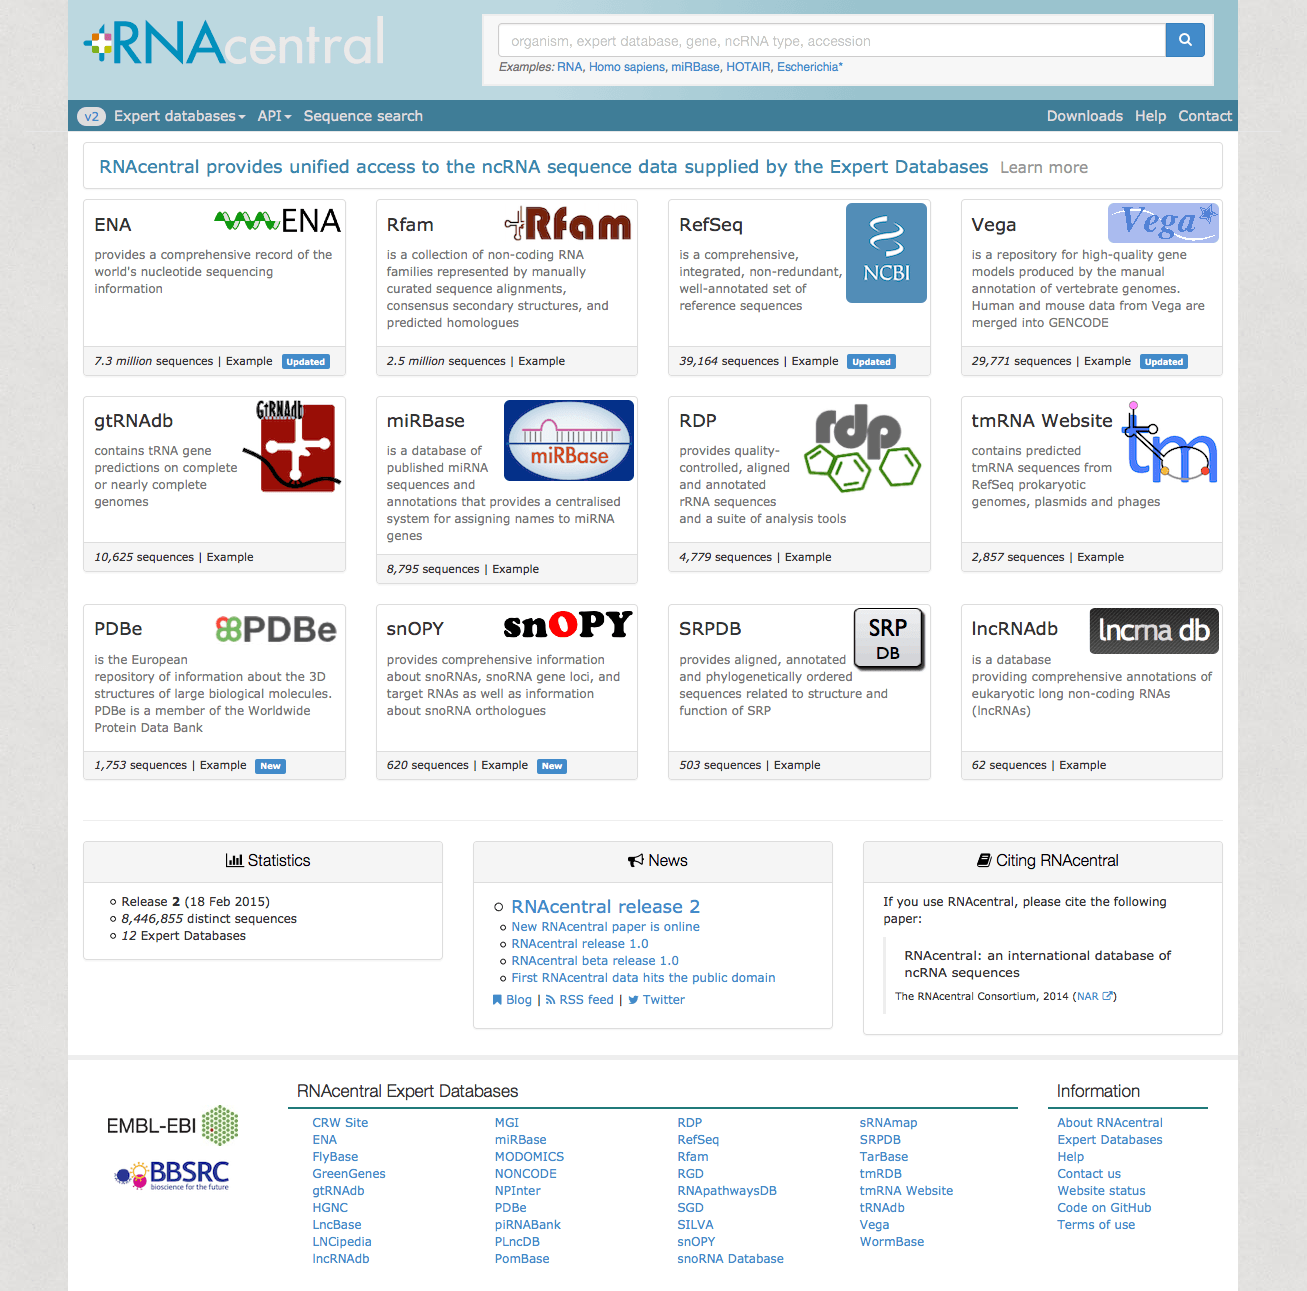 RNAcentral
organism, expert database, gene, ncRNA type, accession
Examples: RNA, Homo sapiens, miRBase, HOTAIR, Escherichia*
v2 Expert databases API Sequence search Downloads Help Contact
RNAcentral provides unified access to the ncRNA sequence data supplied by the Expert Databases Learn more
ENA
ENA
provides a comprehensive record of the
world's nucleotide sequencing
information
7.3 million sequences | Example Updated
Rfam
Rfam
is a collection of non-coding RNA
families represented by manually
curated sequence alignments,
consensus secondary structures, and
predicted homologues
2.5 million sequences | Example
RefSeq
NCBI
is a comprehensive,
integrated, non-redundant,
well-annotated set of
reference sequences
39,164 sequences | Example Updated
Vega
Vega
is a repository for high-quality gene
models produced by the manual
annotation of vertebrate genomes.
Human and mouse data from Vega are
merged into GENCODE
29,771 sequences | Example Updated
gtRNAdb
GtRNAdb
contains tRNA gene
predictions on complete
or nearly complete
genomes
10,625 sequences | Example
miRBase
miRBase
is a database of
published miRNA
sequences and
annotations that provides a centralised
system for assigning names to miRNA
genes
8,795 sequences | Example
RDP
rdp
provides quality-
controlled, aligned
and annotated
rRNA sequences
and a suite of analysis tools
4,779 sequences | Example
tmRNA Website
tm
contains predicted
tmRNA sequences from
RefSeq prokaryotic
genomes, plasmids and phages
2,857 sequences | Example
PDBe
PDBe
is the European
repository of information about the 3D
structures of large biological molecules.
PDBe is a member of the Worldwide
Protein Data Bank
1,753 sequences | Example New
snOPY
snOPY
provides comprehensive information
about snoRNAs, snoRNA gene loci, and
target RNAs as well as information
about snoRNA orthologues
620 sequences | Example New
SRPDB
SRP
DB
provides aligned, annotated
and phylogenetically ordered
sequences related to structure and
function of SRP
503 sequences | Example
lncRNAdb
lncrna db
is a database
providing comprehensive annotations of
eukaryotic long non-coding RNAs
(lncRNAs)
62 sequences | Example
Statistics
Release 2 (18 Feb 2015)
8,446,855 distinct sequences
12 Expert Databases
News
RNAcentral release 2
New RNAcentral paper is online
RNAcentral release 1.0
RNAcentral beta release 1.0
First RNAcentral data hits the public domain
Blog | RSS feed | Twitter
Citing RNAcentral
If you use RNAcentral, please cite the following
paper:
RNAcentral: an international database of
ncRNA sequences
The RNAcentral Consortium, 2014 (NAR)
EMBL-EBI
BBSRC
bioscience for the future
RNAcentral Expert Databases
CRW Site
ENA
FlyBase
GreenGenes
gtRNAdb
HGNC
LncBase
LNCipedia
lncRNAdb
MGI
miRBase
MODOMICS
NONCODE
NPInter
PDBe
piRNABank
PLncDB
PomBase
RDP
RefSeq
Rfam
RGD
RNApathwaysDB
SGD
SILVA
snOPY
snoRNA Database
sRNAmap
SRPDB
TarBase
tmRDB
tmRNA Website
tRNAdb
Vega
WormBase
Information
About RNAcentral
Expert Databases
Help
Contact us
Website status
Code on GitHub
Terms of use